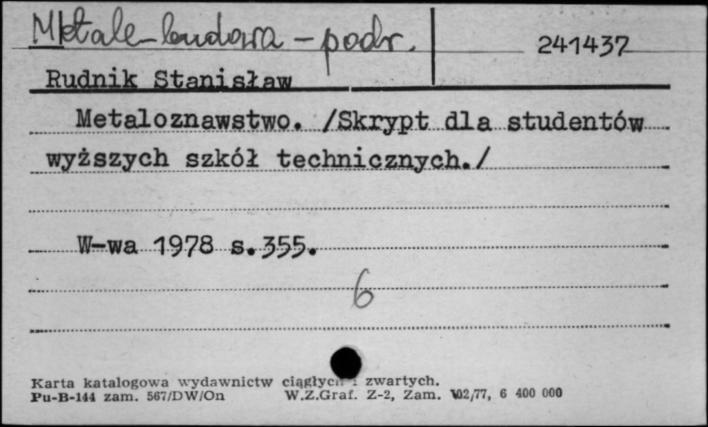 Metale - budowa - podr.
241437
Rudnik Stanisław
Metaloznawstwo. /Skrypt dla studentów
wyższych szkół technicznych./
W-wa 1978 s.355.
6
Karta katalogowa wydawnictw ciągłych i zwartych.
Pu-B-144 zam. 567/DW/On W.Z.Graf. Z-2, Zam. 102/77, 6 400 000